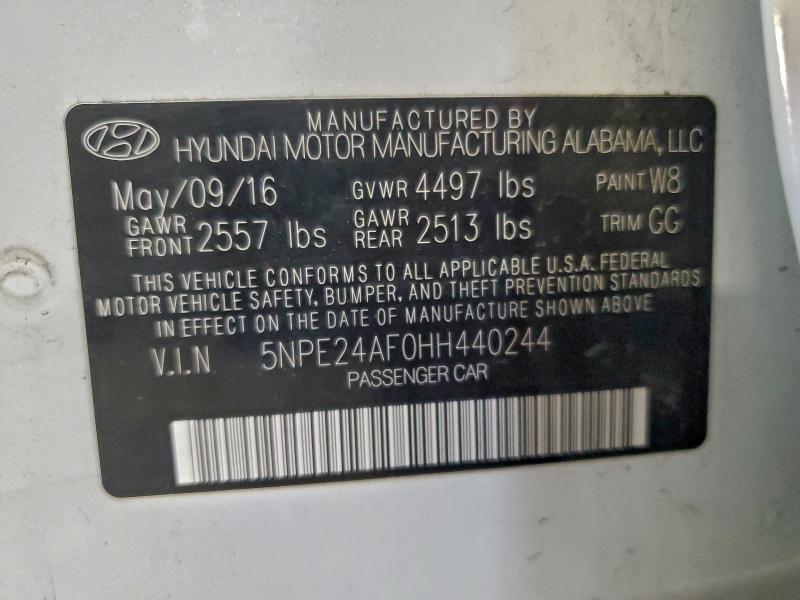 MANUFACTURED BY
HYUNDAI MOTOR MANUFACTURING ALABAMA, LLC
May/09/16 GVWR 4497 lbs PAINT W8
GAWR FRONT 2557 lbs GAWR REAR 2513 lbs TRIM GG
THIS VEHICLE CONFORMS TO ALL APPLICABLE U.S.A. FEDERAL
MOTOR VEHICLE SAFETY, BUMPER, AND THEFT PREVENTION STANDARDS
IN EFFECT ON THE DATE OF MANUFACTURE SHOWN ABOVE
V.I.N 5NPE24AF0HH440244
PASSENGER CAR